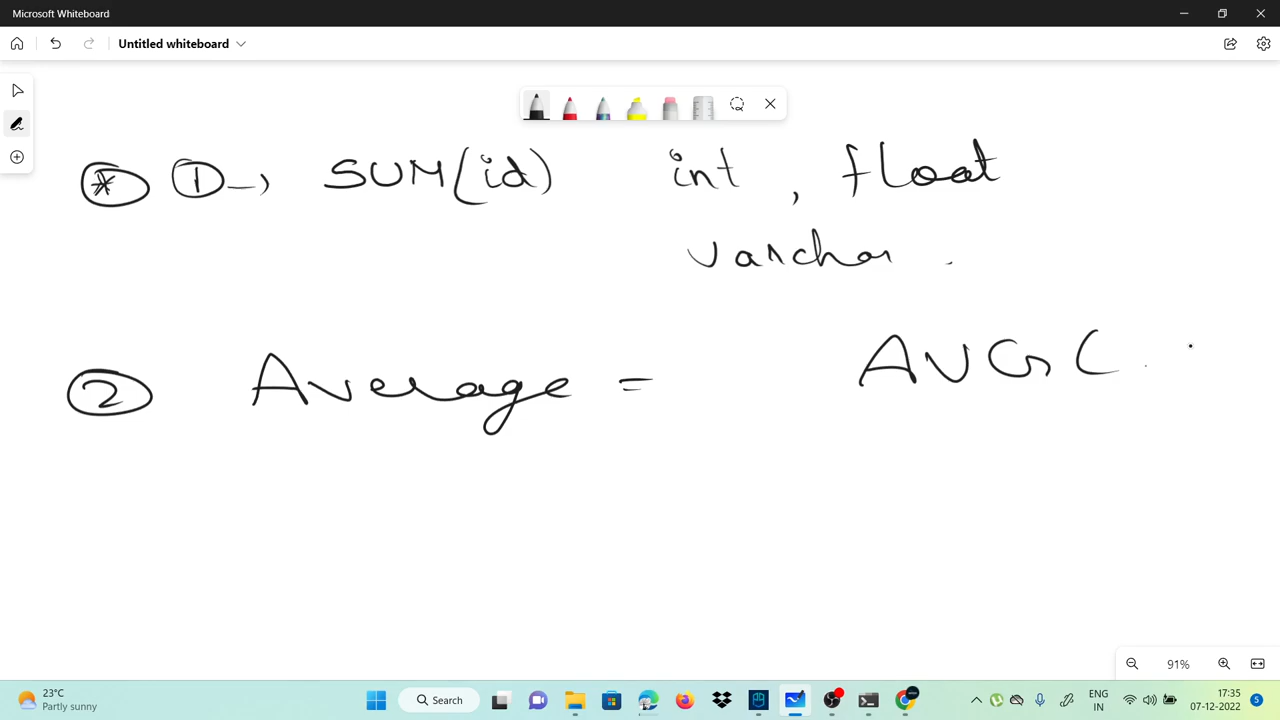 Microsoft Whiteboard
Untitled whiteboard
* 1 → SUM(id) int , float
varchar .
2 Average = AVG( .
91%
23°C
Partly sunny
Search
ENG
IN
17:35
07-12-2022
5